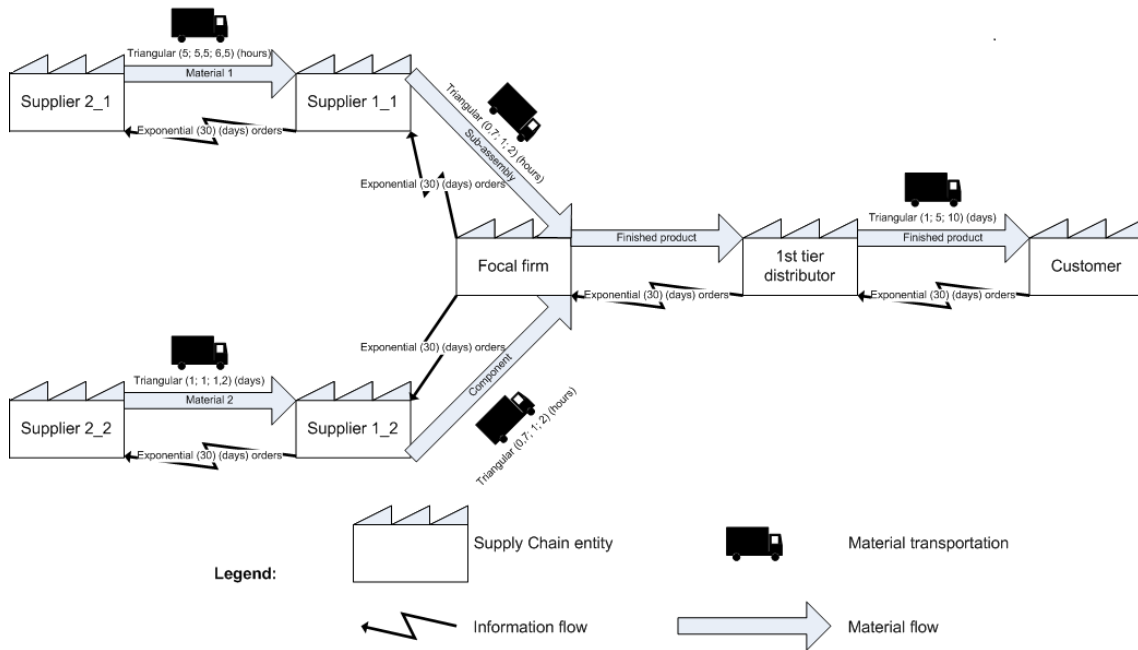 Triangular (5; 5,5; 6,5) (hours)
Material 1
Supplier 2_1
Supplier 1_1
Exponential (30) (days) orders
Triangular (0,7; 1; 2) (hours)
Sub-assembly
Exponential (30) (days) orders
Triangular (1; 5; 10) (days)
Finished product
Finished product
Focal firm
1st tier
distributor
Customer
Exponential (30) (days) orders
Exponential (30) (days) orders
Exponential (30) (days) orders
Triangular (1; 1; 1,2) (days)
Material 2
Component
Triangular (0,7; 1; 2) (hours)
Supplier 2_2
Supplier 1_2
Exponential (30) (days) orders
Supply Chain entity
Material transportation
Legend:
Information flow
Material flow